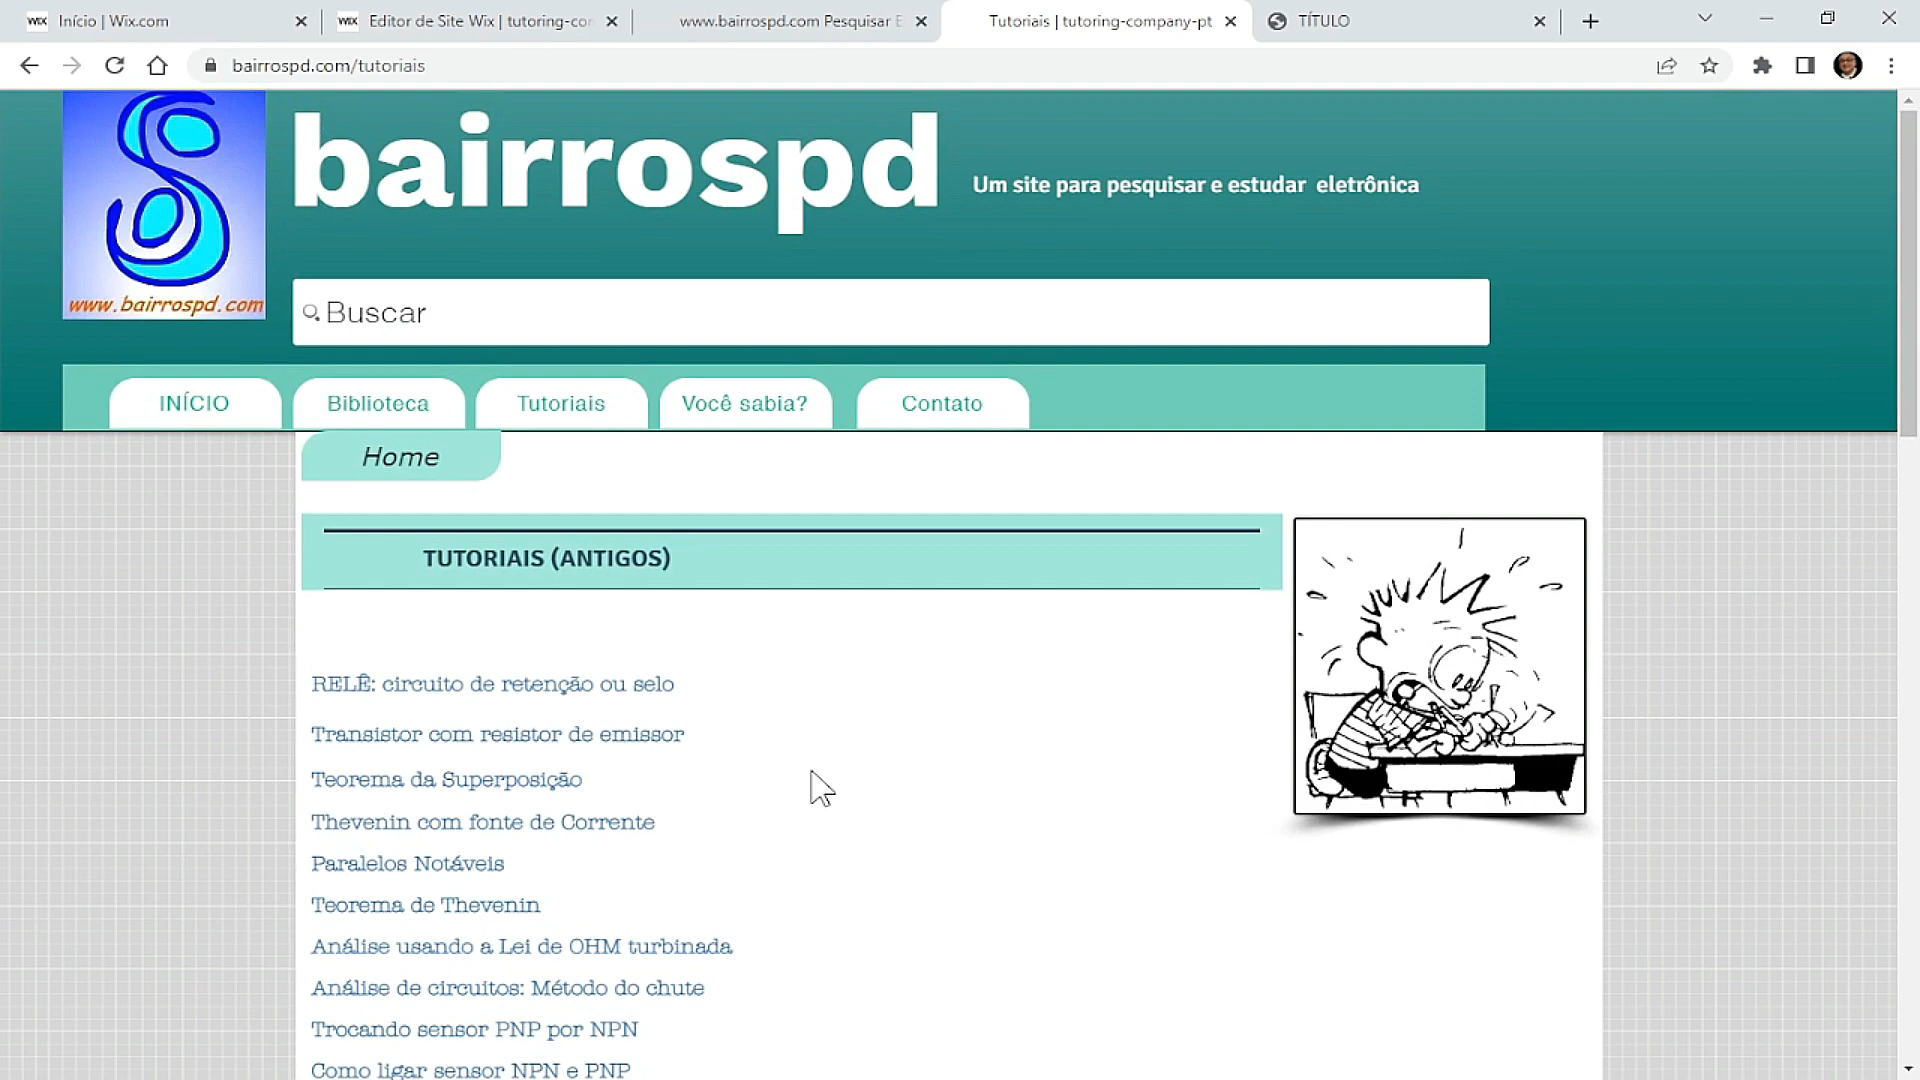 WIX Início | Wix.com
WIX Editor de Site Wix | tutoring-co
www.bairrospd.com Pesquisar E
Tutoriais | tutoring-company-pt
TÍTULO
bairrospd.com/tutoriais
www.bairrospd.com
bairrospd
Um site para pesquisar e estudar eletrônica
Buscar
INÍCIO
Biblioteca
Tutoriais
Você sabia?
Contato
Home
TUTORIAIS (ANTIGOS)
RELÊ: circuito de retenção ou selo
Transistor com resistor de emissor
Teorema da Superposição
Thevenin com fonte de Corrente
Paralelos Notáveis
Teorema de Thevenin
Análise usando a Lei de OHM turbinada
Análise de circuitos: Método do chute
Trocando sensor PNP por NPN
Como ligar sensor NPN e PNP